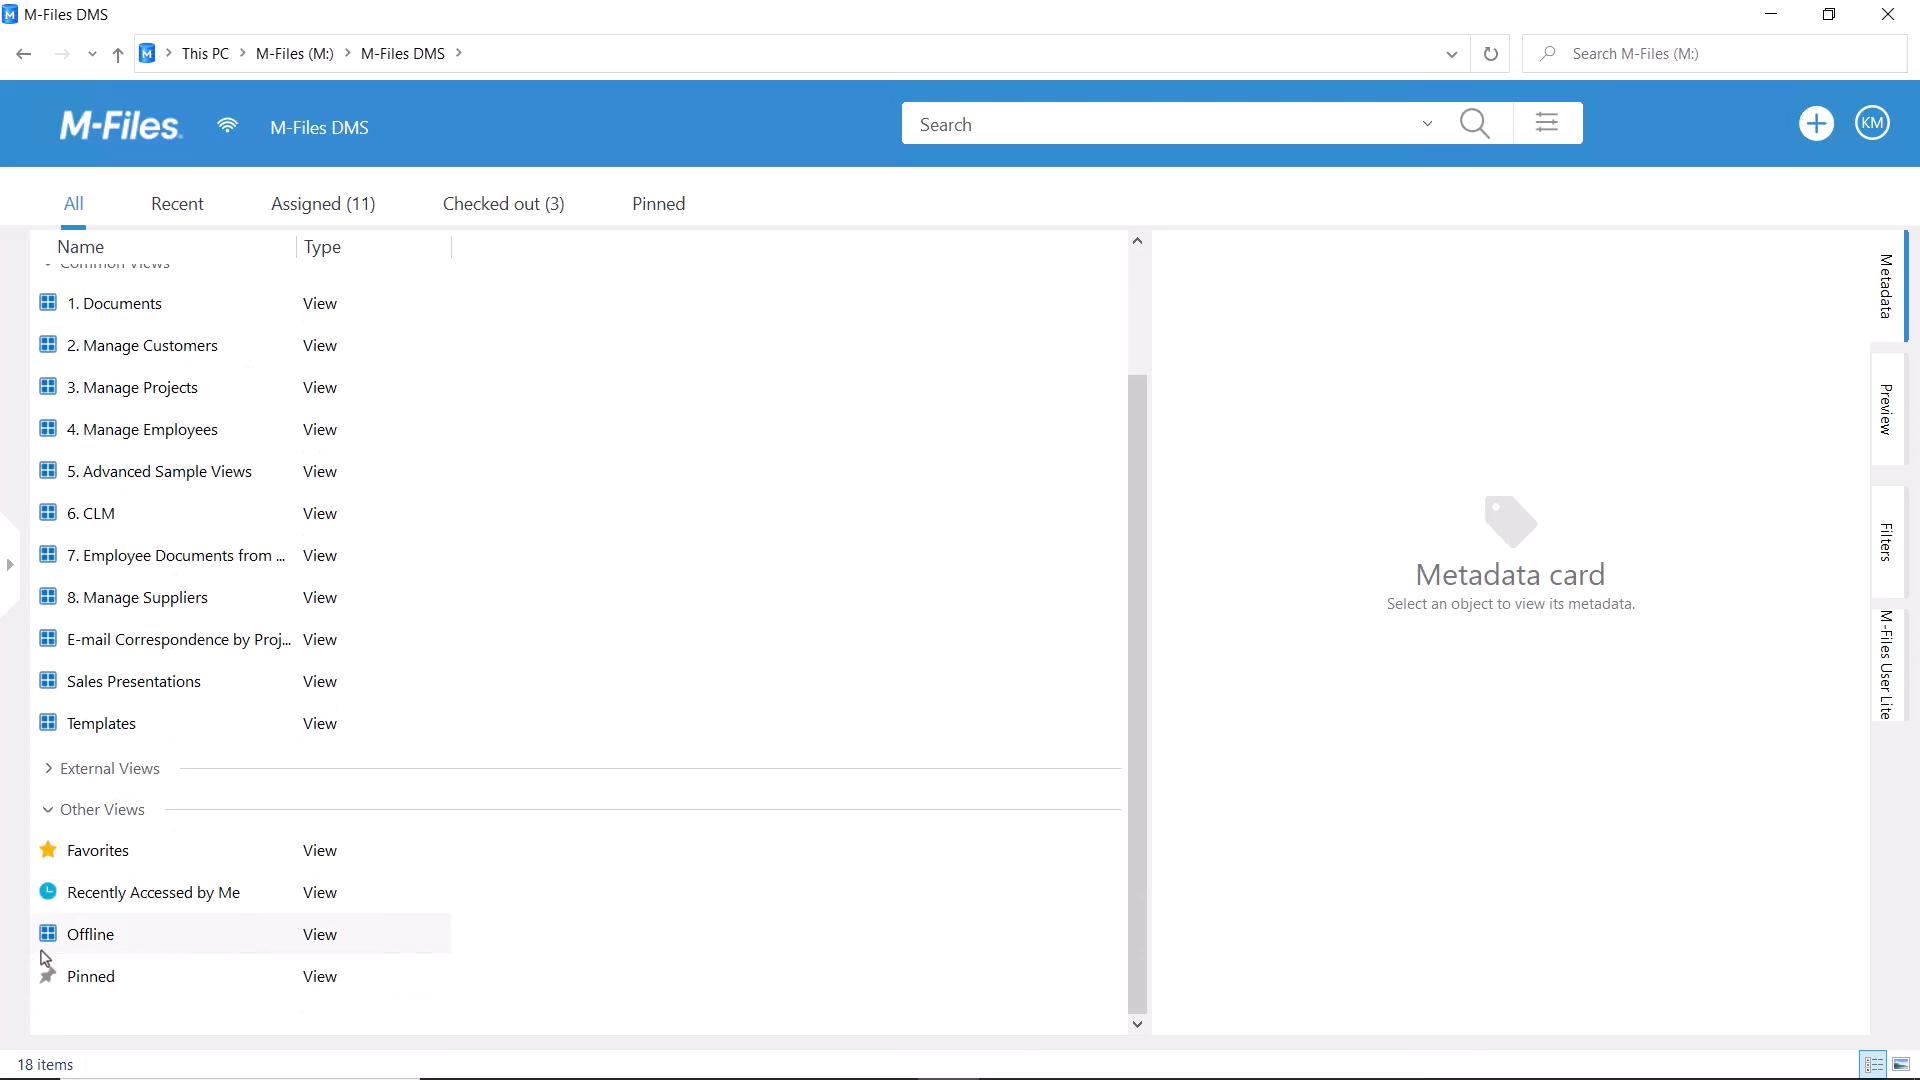 M-Files DMS
This PC > M-Files (M:) > M-Files DMS >
Search M-Files (M:)
M-Files
M-Files DMS
Search
KM
All
Recent
Assigned (11)
Checked out (3)
Pinned
Name
Type
Common Views
1. Documents View
2. Manage Customers View
3. Manage Projects View
4. Manage Employees View
5. Advanced Sample Views View
6. CLM View
7. Employee Documents from ... View
8. Manage Suppliers View
E-mail Correspondence by Proj... View
Sales Presentations View
Templates View
External Views
Other Views
Favorites View
Recently Accessed by Me View
Offline View
Pinned View
Metadata card
Select an object to view its metadata.
Metadata
Preview
Filters
M-Files User Lite
18 items